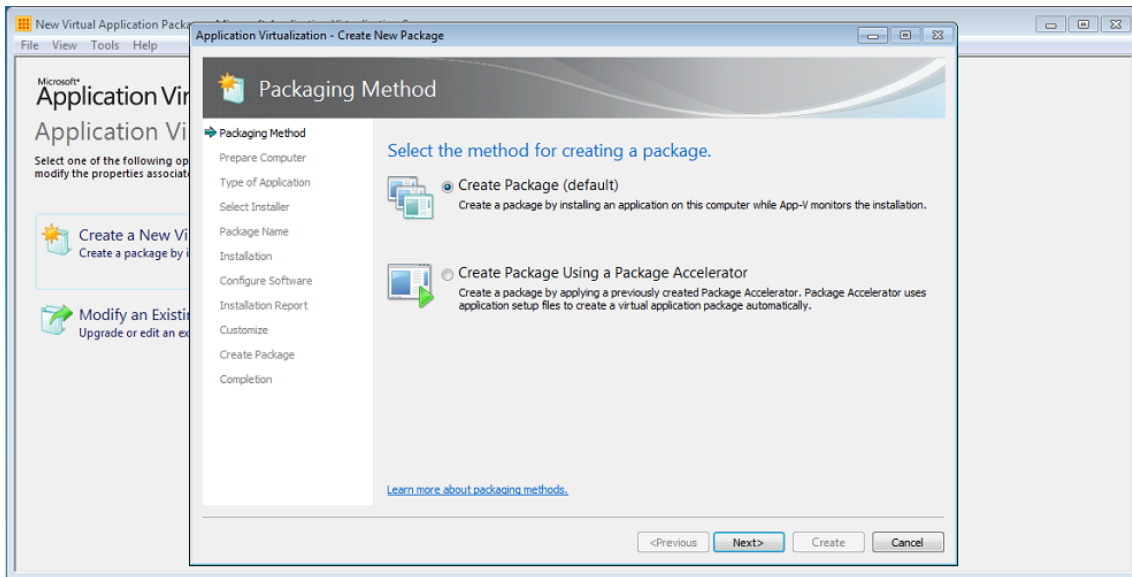 New Virtual Application Packa
File View Tools Help
Microsoft
Application Vir
Application Vi
Select one of the following op
modify the properties associat
Create a New Vi
Create a package by i
Modify an Existin
Upgrade or edit an ex
Application Virtualization - Create New Package
Packaging Method
Packaging Method
Prepare Computer
Type of Application
Select Installer
Package Name
Installation
Configure Software
Installation Report
Customize
Create Package
Completion
Select the method for creating a package.
Create Package (default)
Create a package by installing an application on this computer while App-V monitors the installation.
Create Package Using a Package Accelerator
Create a package by applying a previously created Package Accelerator. Package Accelerator uses
application setup files to create a virtual application package automatically.
Learn more about packaging methods.
<Previous Next> Create Cancel